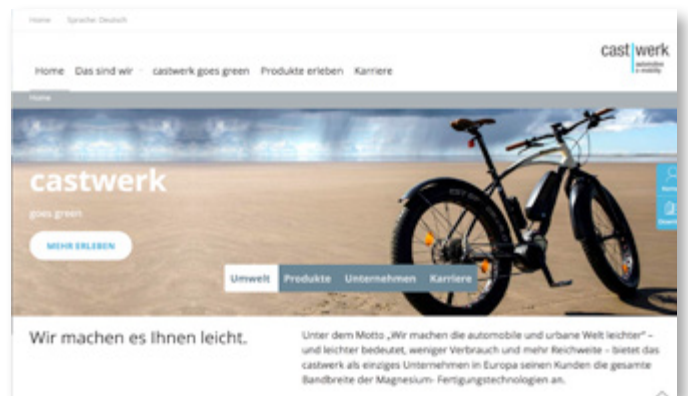 Home Sprache: Deutsch
cast|werk
automotive
e-mobility
Home Das sind wir castwerk goes green Produkte erleben Karriere
Home
castwerk
goes green
MEHR ERLEBEN
Umwelt Produkte Unternehmen Karriere
Wir machen es Ihnen leicht.
Unter dem Motto „Wir machen die automobile und urbane Welt leichter“ –
und leichter bedeutet, weniger Verbrauch und mehr Reichweite – bietet das
castwerk als einziges Unternehmen in Europa seinen Kunden die gesamte
Bandbreite der Magnesium- Fertigungstechnologien an.